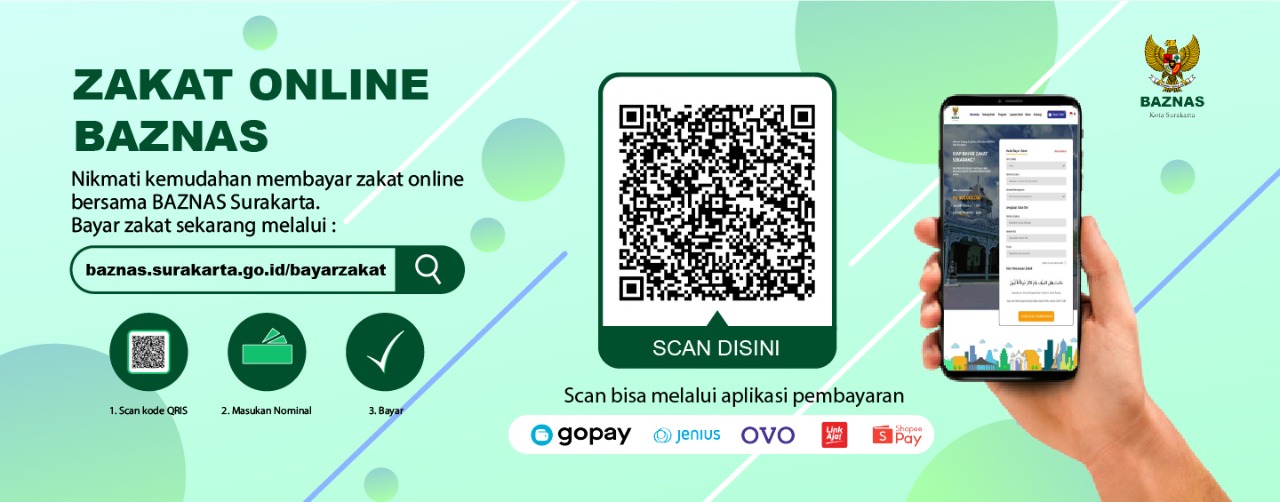 ZAKAT ONLINE
BAZNAS
Nikmati kemudahan membayar zakat online
bersama BAZNAS Surakarta.
Bayar zakat sekarang melalui :
baznas.surakarta.go.id/bayarzakat
1. Scan kode QRIS
2. Masukan Nominal
3. Bayar
SCAN DISINI
Scan bisa melalui aplikasi pembayaran
gopay
Jenius
OVO
Link
Aja!
Shopee
Pay
BAZNAS
Kota Surakarta